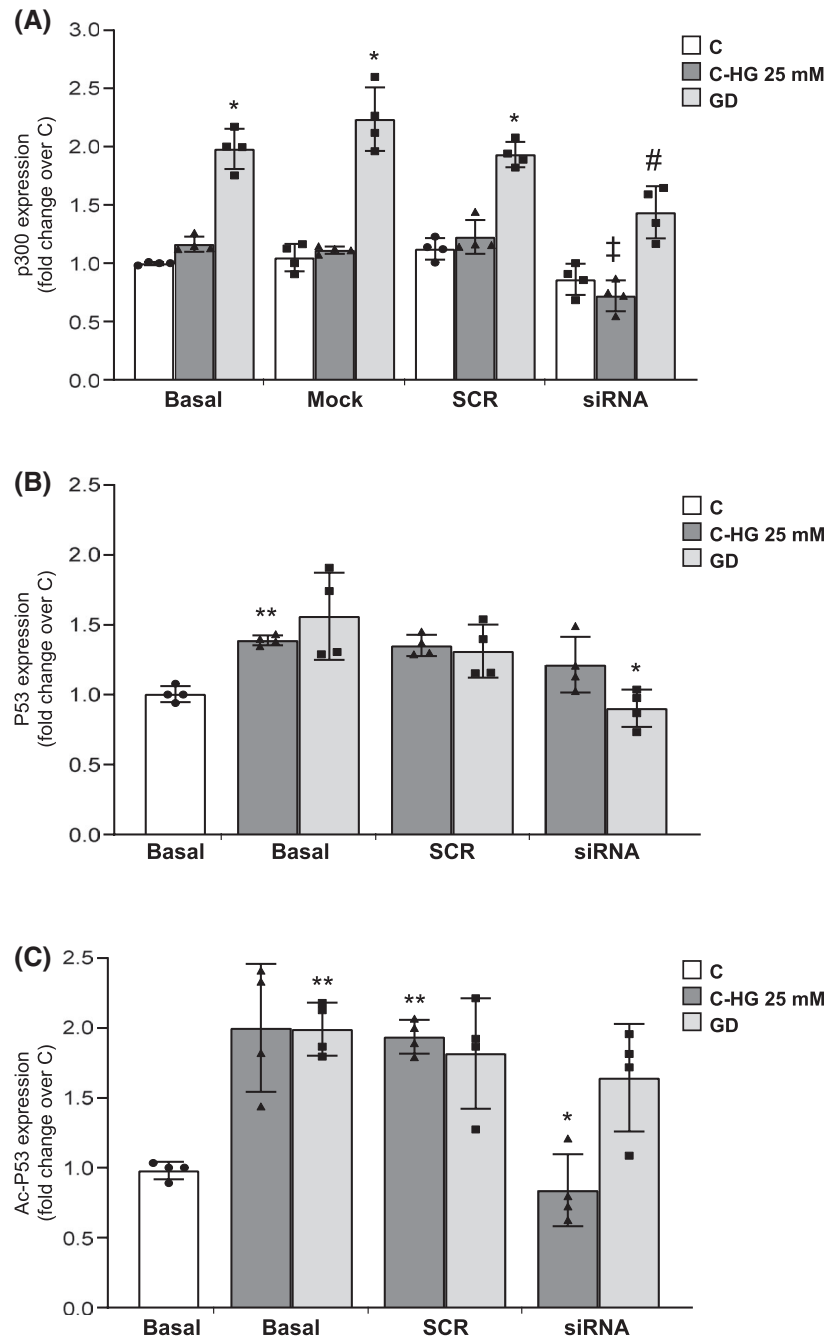 (A)
p300 expression
(fold change over C)
3.0
2.5
2.0
1.5
1.0
0.5
0.0
*
*
*
‡
#
C
C-HG 25 mM
GD
Basal Mock SCR siRNA
(B)
P53 expression
(fold change over C)
2.5
2.0
1.5
1.0
0.5
0.0
**
*
C
C-HG 25 mM
GD
Basal Basal SCR siRNA
(C)
Ac-P53 expression
(fold change over C)
2.5
2.0
1.5
1.0
0.5
0.0
**
**
*
C
C-HG 25 mM
GD
Basal Basal SCR siRNA